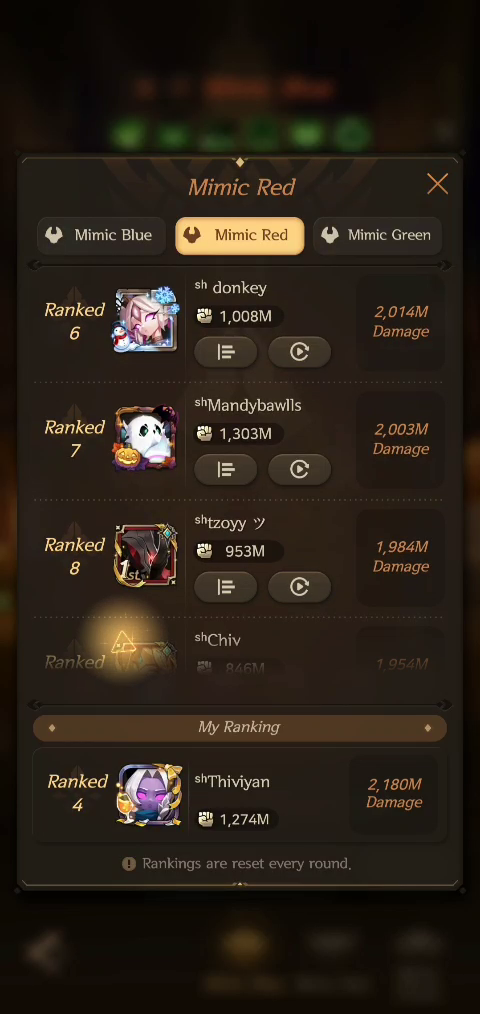 Mimic Red
Mimic Blue
Mimic Red
Mimic Green
Ranked
6
sh donkey
1,008M
2,014M
Damage
Ranked
7
shMandybawlls
1,303M
2,003M
Damage
Ranked
8
1st
shtzoyy ツ
953M
1,984M
Damage
Ranked
shChiv
846M
1,954M
My Ranking
Ranked
4
shThiviyan
1,274M
2,180M
Damage
Rankings are reset every round.